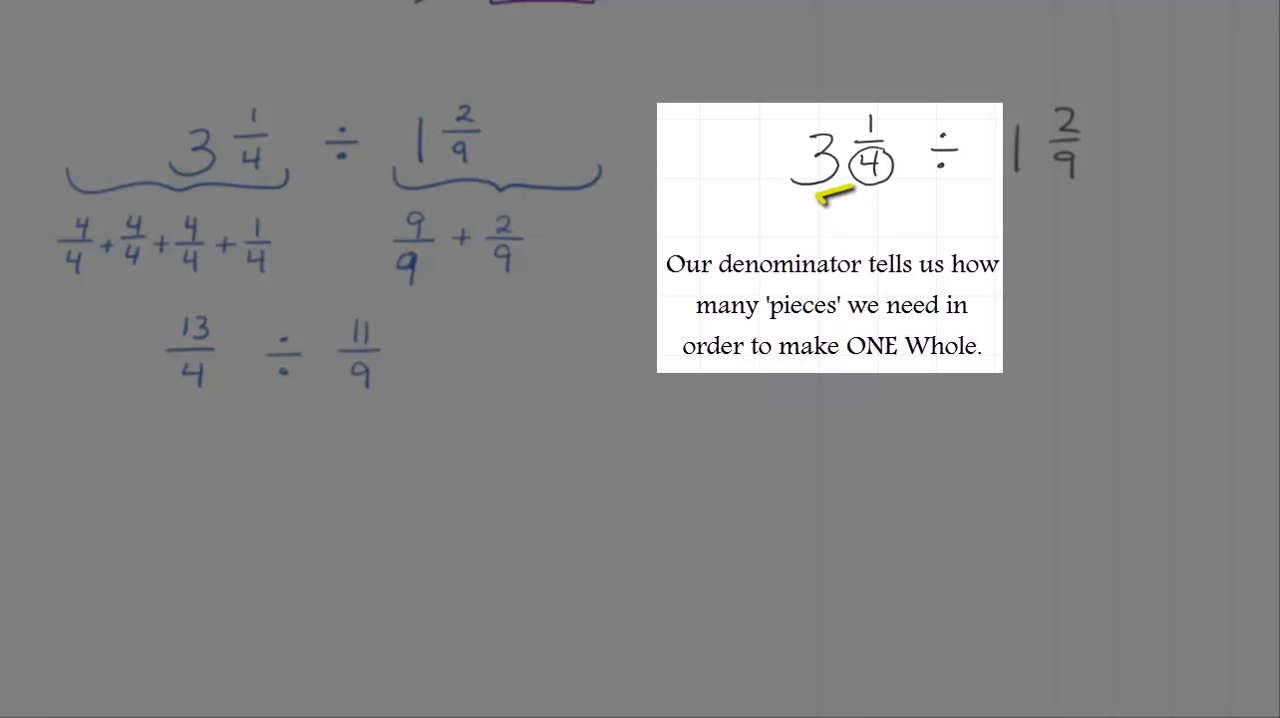 3 1/4 ÷ 1 2/9
4/4 + 4/4 + 4/4 + 1/4 9/9 + 2/9
13/4 ÷ 11/9
3 1/4 ÷ 1 2/9
Our denominator tells us how
many 'pieces' we need in
order to make ONE Whole.